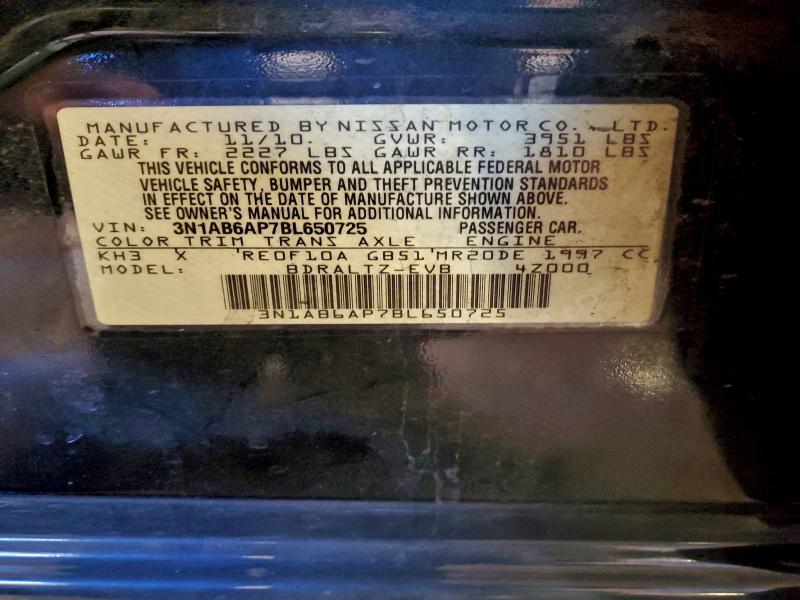 MANUFACTURED BY NISSAN MOTOR CO., LTD.
DATE: 11/10. GVWR: 3951 LBS
GAWR FR: 2227 LBS GAWR RR: 1810 LBS
THIS VEHICLE CONFORMS TO ALL APPLICABLE FEDERAL MOTOR
VEHICLE SAFETY, BUMPER AND THEFT PREVENTION STANDARDS
IN EFFECT ON THE DATE OF MANUFACTURE SHOWN ABOVE.
SEE OWNER'S MANUAL FOR ADDITIONAL INFORMATION.
VIN: 3N1AB6AP7BL650725 PASSENGER CAR.
COLOR TRIM TRANS AXLE ENGINE
KH3 X 'RE0F10A GB51'MR20DE 1997 CC
MODEL: BDRALTZ-EVB 4Z000
3N1AB6AP7BL650725